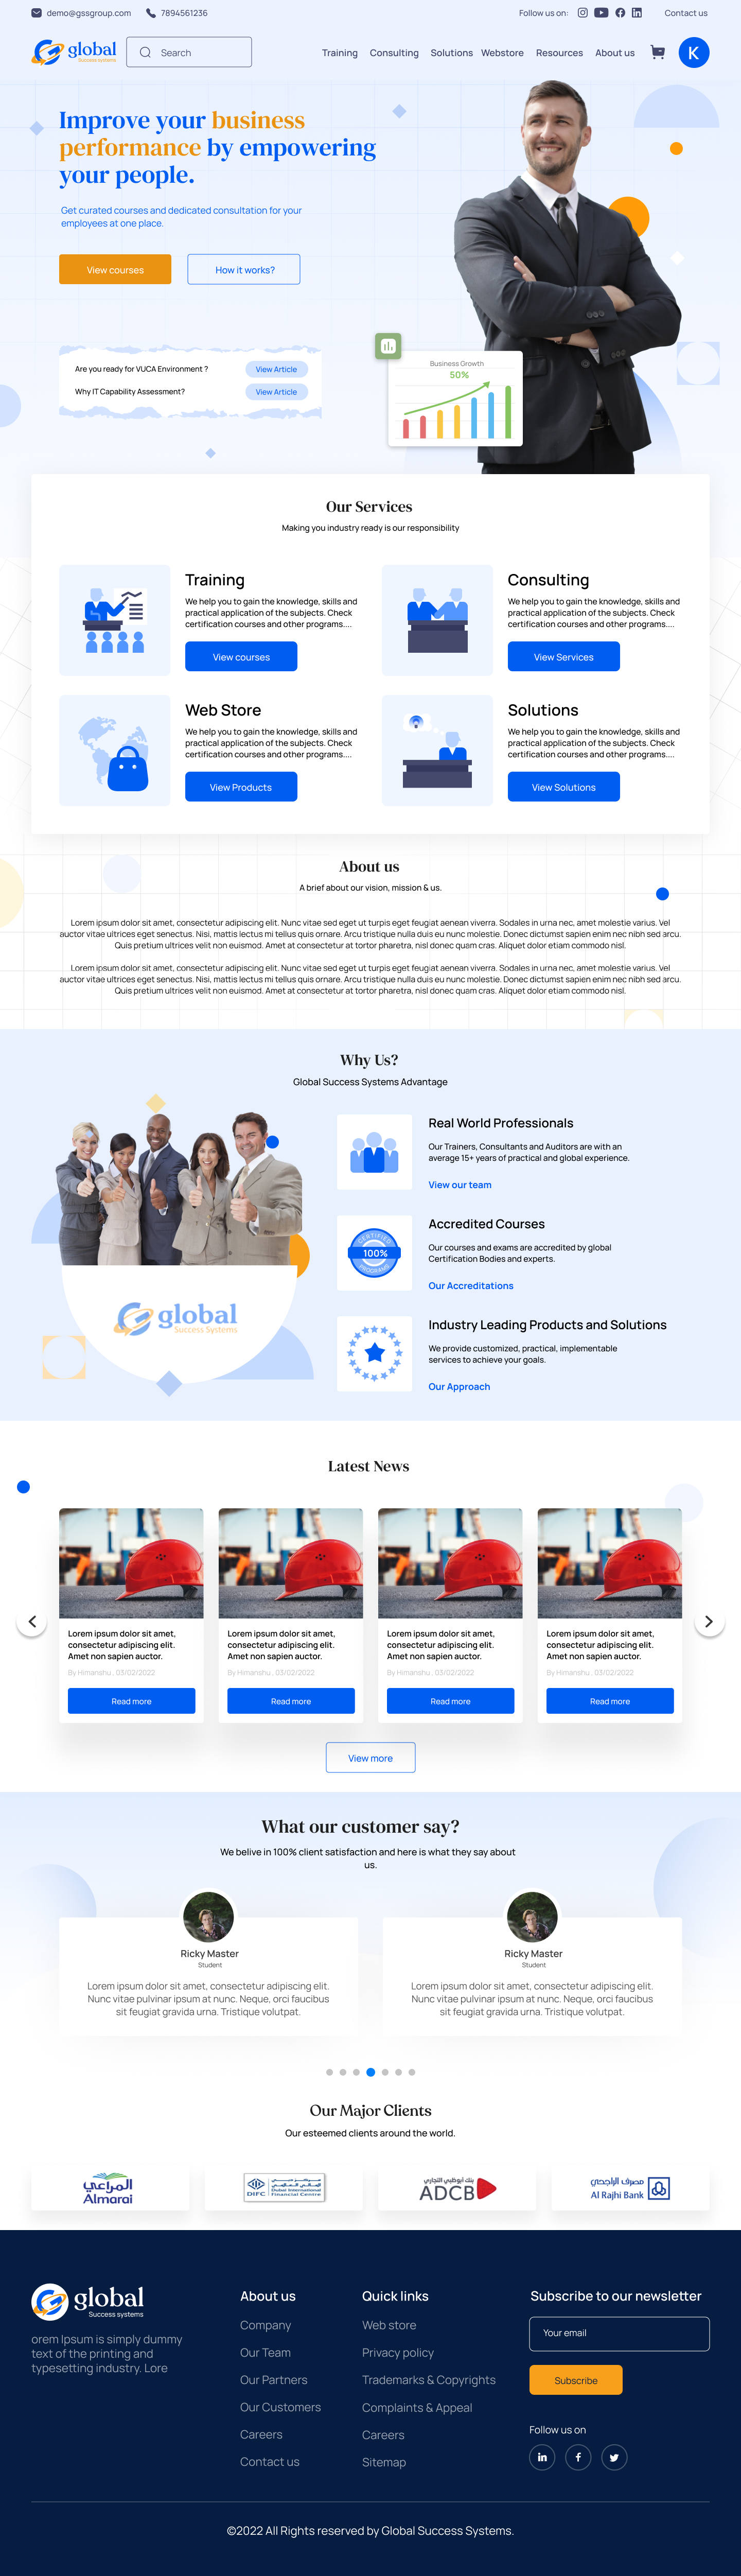 demo@gssgroup.com
7894561236
Follow us on:
Contact us
global
Success systems
Search
Training
Consulting
Solutions
Webstore
Resources
About us
K
Improve your business
performance by empowering
your people.
Get curated courses and dedicated consultation for your
employees at one place.
View courses
How it works?
Are you ready for VUCA Environment ?
View Article
Why IT Capability Assessment?
View Article
Business Growth
50%
Our Services
Making you industry ready is our responsibility
Training
We help you to gain the knowledge, skills and
practical application of the subjects. Check
certification courses and other programs....
View courses
Consulting
We help you to gain the knowledge, skills and
practical application of the subjects. Check
certification courses and other programs....
View Services
Web Store
We help you to gain the knowledge, skills and
practical application of the subjects. Check
certification courses and other programs....
View Products
Solutions
We help you to gain the knowledge, skills and
practical application of the subjects. Check
certification courses and other programs....
View Solutions
About us
A brief about our vision, mission & us.
Lorem ipsum dolor sit amet, consectetur adipiscing elit. Nunc vitae sed eget ut turpis eget feugiat aenean viverra. Sodales in urna nec, amet molestie varius. Vel
auctor vitae ultrices eget senectus. Nisi, mattis lectus mi tellus quis ornare. Arcu tristique nulla duis eu nunc molestie. Donec dictumst sapien enim nec nibh sed arcu.
Quis pretium ultrices velit non euismod. Amet at consectetur at tortor pharetra, nisl donec quam cras. Aliquet dolor etiam commodo nisl.
Lorem ipsum dolor sit amet, consectetur adipiscing elit. Nunc vitae sed eget ut turpis eget feugiat aenean viverra. Sodales in urna nec, amet molestie varius. Vel
auctor vitae ultrices eget senectus. Nisi, mattis lectus mi tellus quis ornare. Arcu tristique nulla duis eu nunc molestie. Donec dictumst sapien enim nec nibh sed arcu.
Quis pretium ultrices velit non euismod. Amet at consectetur at tortor pharetra, nisl donec quam cras. Aliquet dolor etiam commodo nisl.
Why Us?
Global Success Systems Advantage
global
Success Systems
Real World Professionals
Our Trainers, Consultants and Auditors are with an
average 15+ years of practical and global experience.
View our team
CERTIFIED
100%
PROGRAMS
Accredited Courses
Our courses and exams are accredited by global
Certification Bodies and experts.
Our Accreditations
Industry Leading Products and Solutions
We provide customized, practical, implementable
services to achieve your goals.
Our Approach
Latest News
Lorem ipsum dolor sit amet,
consectetur adipiscing elit.
Amet non sapien auctor.
By Himanshu , 03/02/2022
Read more
Lorem ipsum dolor sit amet,
consectetur adipiscing elit.
Amet non sapien auctor.
By Himanshu , 03/02/2022
Read more
Lorem ipsum dolor sit amet,
consectetur adipiscing elit.
Amet non sapien auctor.
By Himanshu , 03/02/2022
Read more
Lorem ipsum dolor sit amet,
consectetur adipiscing elit.
Amet non sapien auctor.
By Himanshu , 03/02/2022
Read more
View more
What our customer say?
We belive in 100% client satisfaction and here is what they say about
us.
Ricky Master
Student
Lorem ipsum dolor sit amet, consectetur adipiscing elit.
Nunc vitae pulvinar ipsum at nunc. Neque, orci faucibus
sit feugiat gravida urna. Tristique volutpat.
Ricky Master
Student
Lorem ipsum dolor sit amet, consectetur adipiscing elit.
Nunc vitae pulvinar ipsum at nunc. Neque, orci faucibus
sit feugiat gravida urna. Tristique volutpat.
Our Major Clients
Our esteemed clients around the world.
المراعي
Almarai
مركز دبي
المالي العالمي
DIFC
Dubai International
Financial Centre
بنك أبوظبي التجاري
ADCB
مصرف الراجحي
Al Rajhi Bank
global
Success systems
orem Ipsum is simply dummy
text of the printing and
typesetting industry. Lore
About us
Company
Our Team
Our Partners
Our Customers
Careers
Contact us
Quick links
Web store
Privacy policy
Trademarks & Copyrights
Complaints & Appeal
Careers
Sitemap
Subscribe to our newsletter
Your email
Subscribe
Follow us on
©2022 All Rights reserved by Global Success Systems.